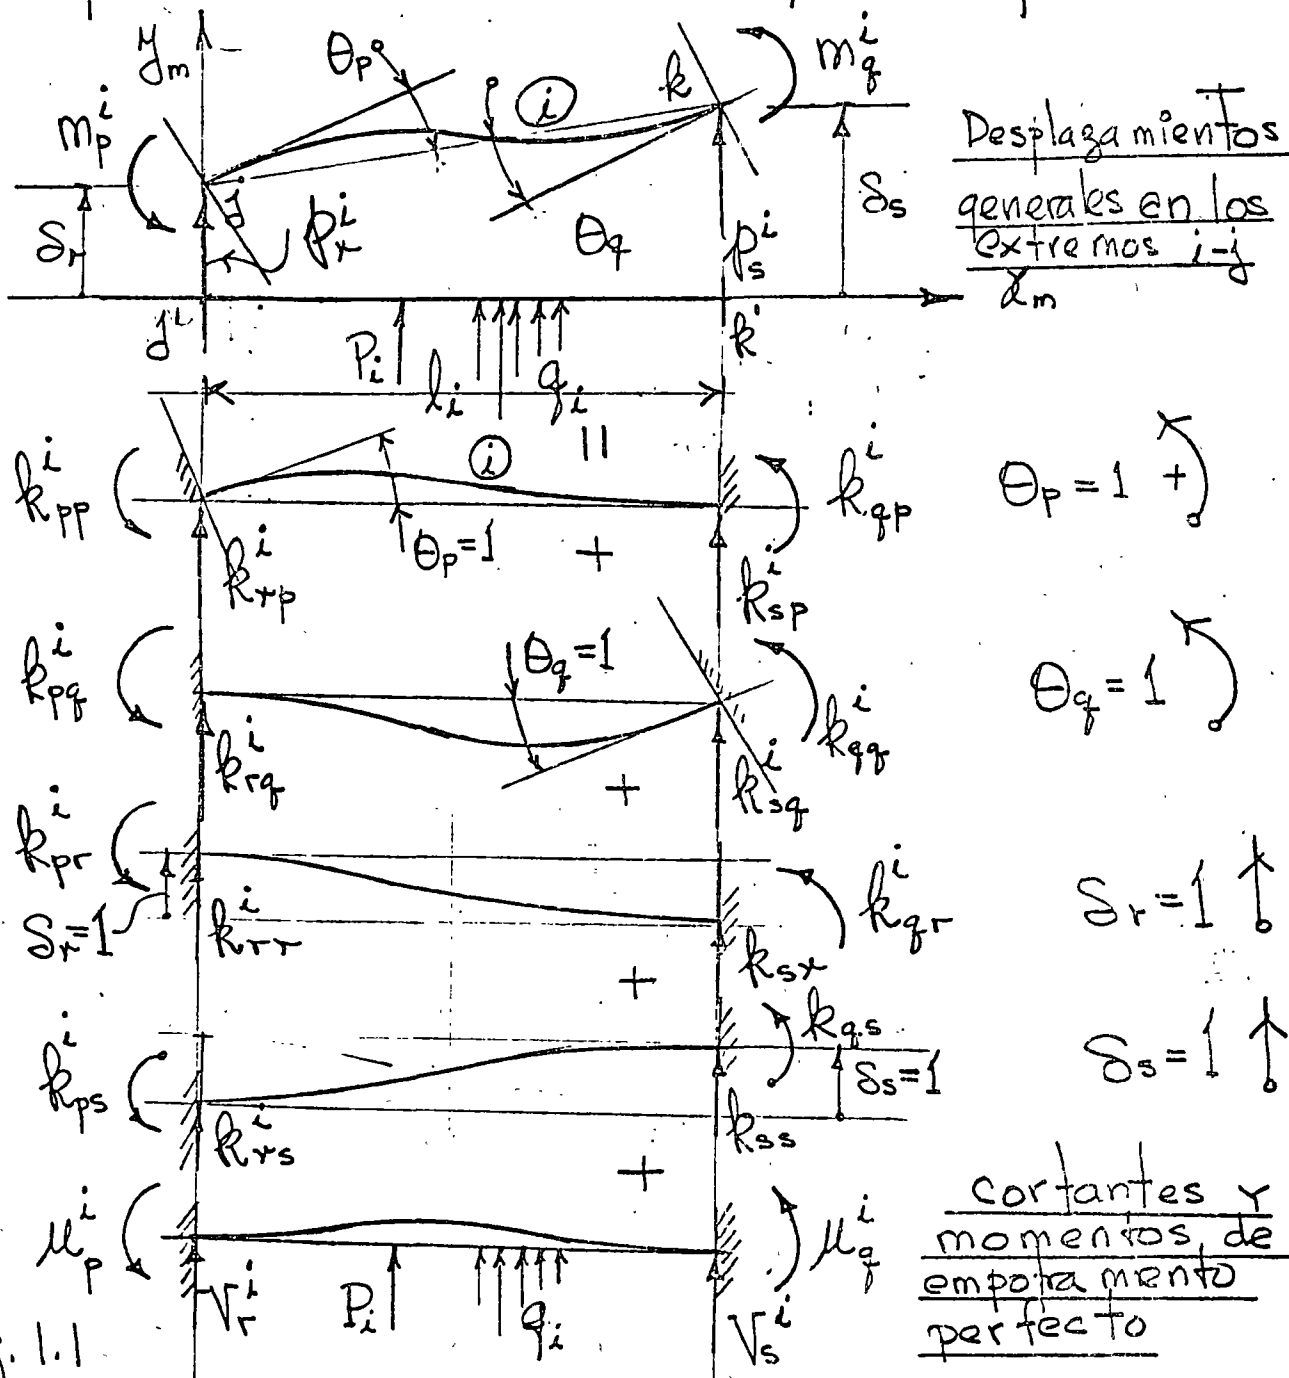 y_m
θ_p
i
k
m_q^i
m_p^i
Desplazamientos
generales en los
extremos i-j
δ_r
j
p_r^i
θ_q
p_s^i
δ_s
x_m
j'
k'
P_i
l_i
q_i
||
k_pp^i
i
k_qp^i
θ_p = 1 +
k_rp^i
θ_p=1
+
k_sp^i
k_pq^i
θ_q=1
θ_q = 1
k_rq^i
k_qq^i
+
k_sq^i
k_pr^i
δ_r=1
k_rr^i
k_qr^i
δ_r=1
k_sr
+
k_ps^i
k_qs
δ_s=1
δ_s=1
k_rs^i
k_ss
+
μ_p^i
V_r^i
P_i
q_i
V_s^i
μ_q^i
Cortantes y
momentos de
empotramiento
perfecto
. 1.1